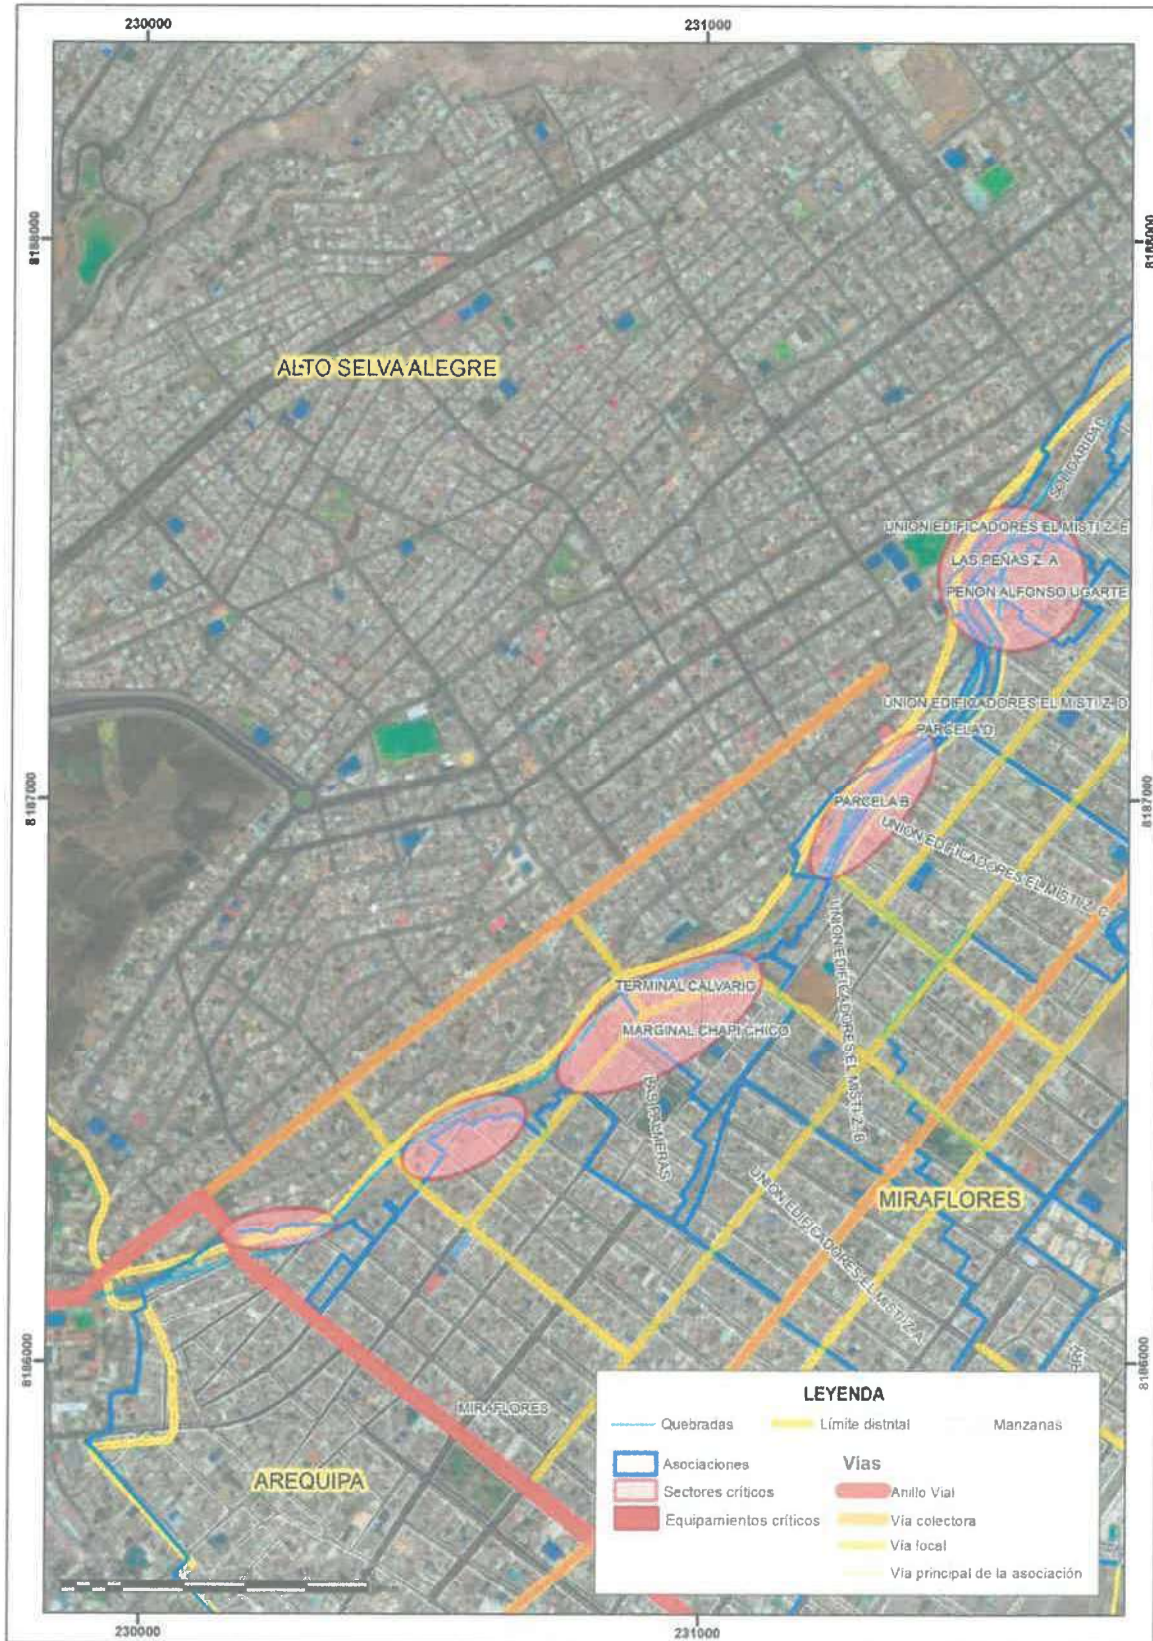 230000
231000
8188000
8188000
ALTO SELVA ALEGRE
SOLIDARIDAD
UNION EDIFICADORES EL MISTI Z. E
LAS PEÑAS Z. A
PEÑON ALFONSO UGARTE
UNION EDIFICADORES EL MISTI Z. D
PARCELA D
8187000
8187000
PARCELA B
UNION EDIFICADORES EL MISTI Z. C
UNION EDIFICADORES EL MISTI Z. B
TERMINAL CALVARIO
MARGINAL CHAPI CHICO
LAS PALMERAS
UNION EDIFICADORES EL MISTI Z. A
MIRAFLORES
8186000
8186000
MIRAFLORES
AREQUIPA
LEYENDA
Quebradas
Límite distrital
Manzanas
Asociaciones
Vías
Sectores críticos
Anillo Vial
Equipamientos críticos
Vía colectora
Vía local
Vía principal de la asociación
230000
231000